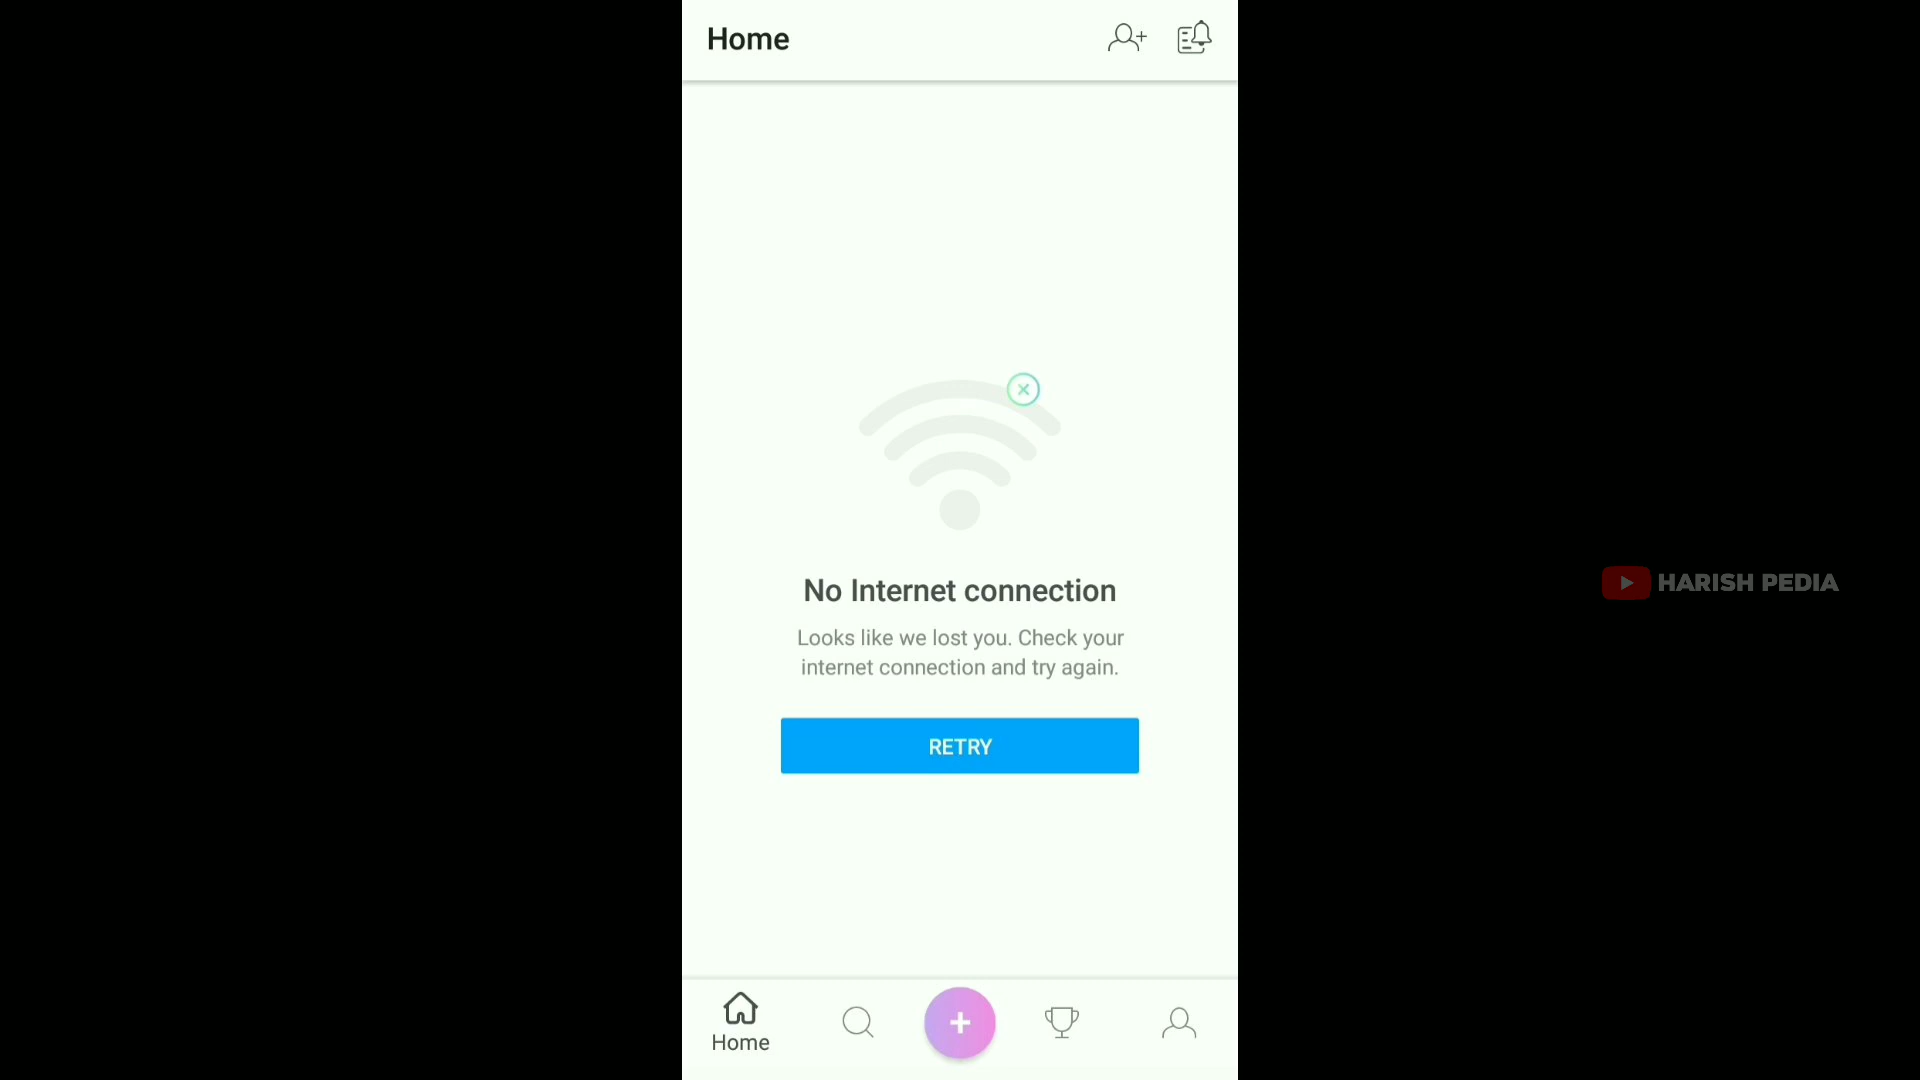 Home
No Internet connection
Looks like we lost you. Check your
internet connection and try again.
RETRY
HARISH PEDIA
Home